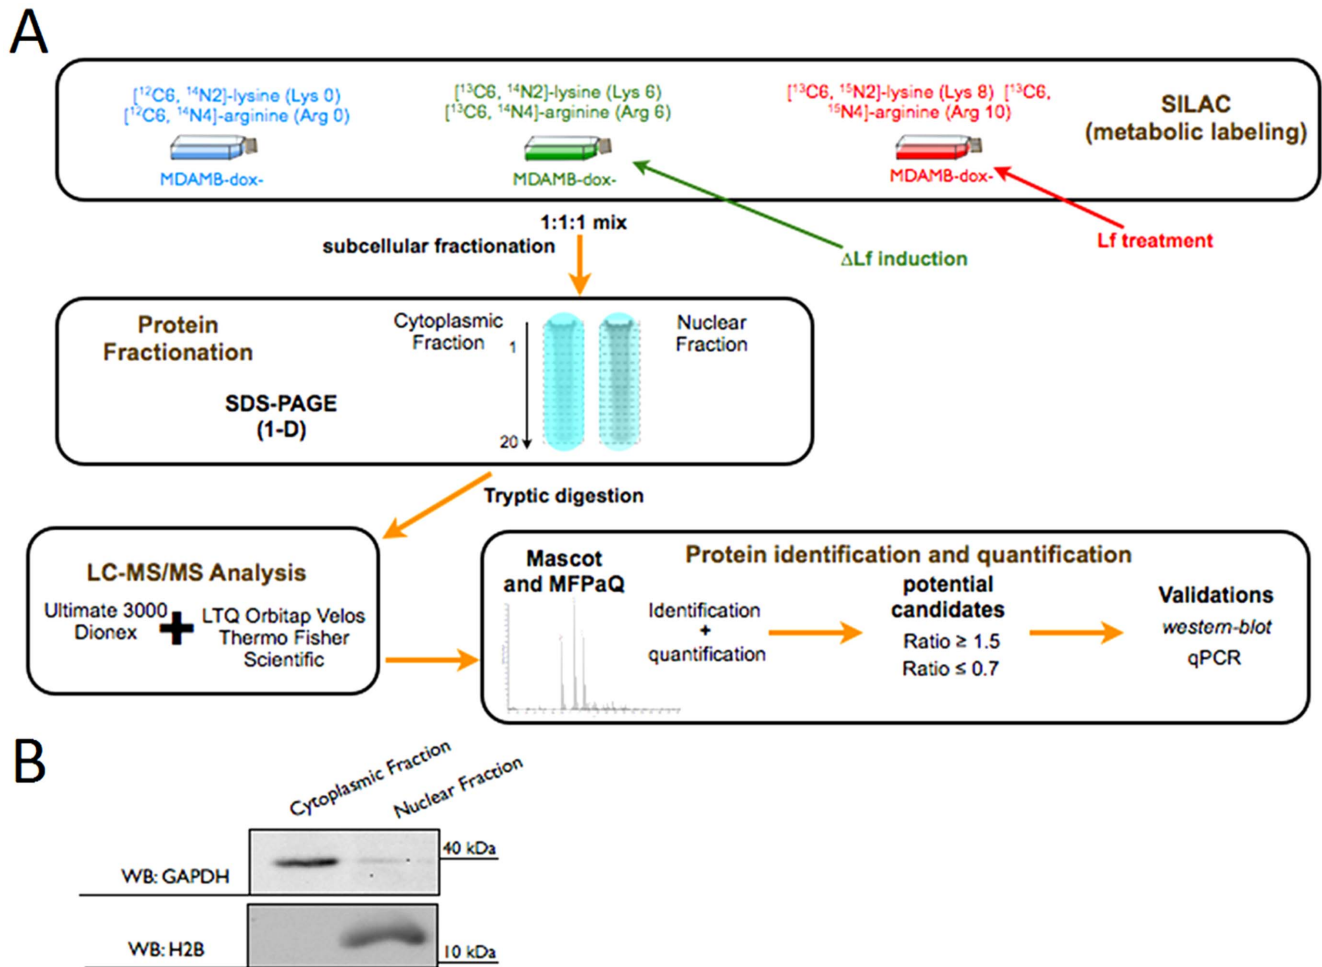 A
[¹²C6, ¹⁴N2]-lysine (Lys 0)
[¹²C6, ¹⁴N4]-arginine (Arg 0)
MDAMB-dox-
[¹³C6, ¹⁴N2]-lysine (Lys 6)
[¹³C6, ¹⁴N4]-arginine (Arg 6)
MDAMB-dox-
[¹³C6, ¹⁵N2]-lysine (Lys 8) [¹³C6,
¹⁵N4]-arginine (Arg 10)
MDAMB-dox-
SILAC
(metabolic labeling)
1:1:1 mix
subcellular fractionation
ΔLf induction
Lf treatment
Protein
Fractionation
SDS-PAGE
(1-D)
Cytoplasmic
Fraction
1
20
Nuclear
Fraction
Tryptic digestion
LC-MS/MS Analysis
Ultimate 3000
Dionex
+
LTQ Orbitap Velos
Thermo Fisher
Scientific
Mascot
and MFPaQ
Protein identification and quantification
Identification
+
quantification
potential
candidates
Ratio ≥ 1.5
Ratio ≤ 0.7
Validations
western-blot
qPCR
B
Cytoplasmic Fraction
Nuclear Fraction
WB: GAPDH
40 kDa
WB: H2B
10 kDa